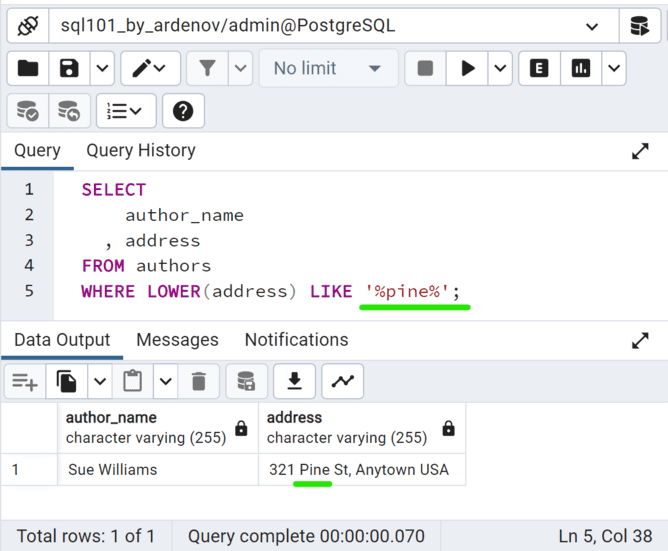 sql101_by_ardenov/admin@PostgreSQL
No limit
E
Query Query History
1 SELECT
2 author_name
3 , address
4 FROM authors
5 WHERE LOWER(address) LIKE '%pine%';
Data Output Messages Notifications
author_name address
character varying (255) character varying (255)
1 Sue Williams 321 Pine St, Anytown USA
Total rows: 1 of 1 Query complete 00:00:00.070 Ln 5, Col 38